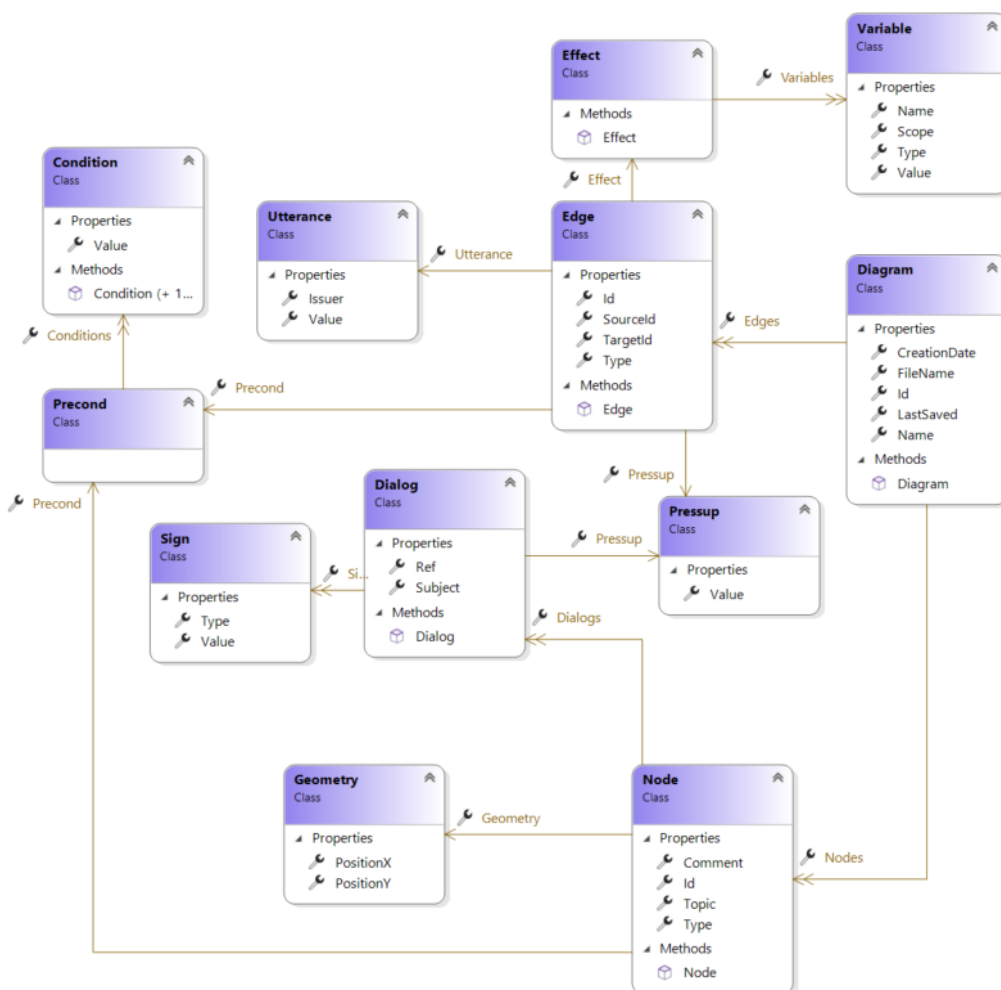 Effect
Class
Methods
Effect
Variables
Variable
Class
Properties
Name
Scope
Type
Value
Condition
Class
Properties
Value
Methods
Condition (+ 1...
Conditions
Utterance
Class
Properties
Issuer
Value
Utterance
Effect
Edge
Class
Properties
Id
SourceId
TargetId
Type
Methods
Edge
Edges
Diagram
Class
Properties
CreationDate
FileName
Id
LastSaved
Name
Methods
Diagram
Precond
Class
Precond
Precond
Sign
Class
Properties
Type
Value
Si...
Dialog
Class
Properties
Ref
Subject
Methods
Dialog
Pressup
Pressup
Pressup
Class
Properties
Value
Dialogs
Geometry
Class
Properties
PositionX
PositionY
Geometry
Node
Class
Properties
Comment
Id
Topic
Type
Methods
Node
Nodes